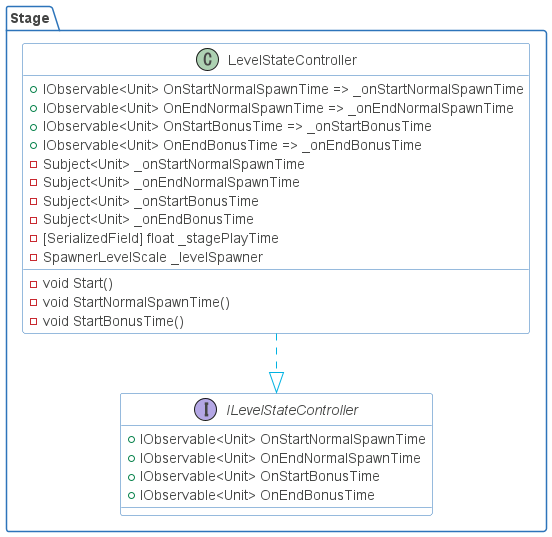 Stage
C LevelStateController
IObservable<Unit> OnStartNormalSpawnTime => _onStartNormalSpawnTime
IObservable<Unit> OnEndNormalSpawnTime => _onEndNormalSpawnTime
IObservable<Unit> OnStartBonusTime => _onStartBonusTime
IObservable<Unit> OnEndBonusTime => _onEndBonusTime
Subject<Unit> _onStartNormalSpawnTime
Subject<Unit> _onEndNormalSpawnTime
Subject<Unit> _onStartBonusTime
Subject<Unit> _onEndBonusTime
[SerializedField] float _stagePlayTime
SpawnerLevelScale _levelSpawner
void Start()
void StartNormalSpawnTime()
void StartBonusTime()
I ILevelStateController
IObservable<Unit> OnStartNormalSpawnTime
IObservable<Unit> OnEndNormalSpawnTime
IObservable<Unit> OnStartBonusTime
IObservable<Unit> OnEndBonusTime